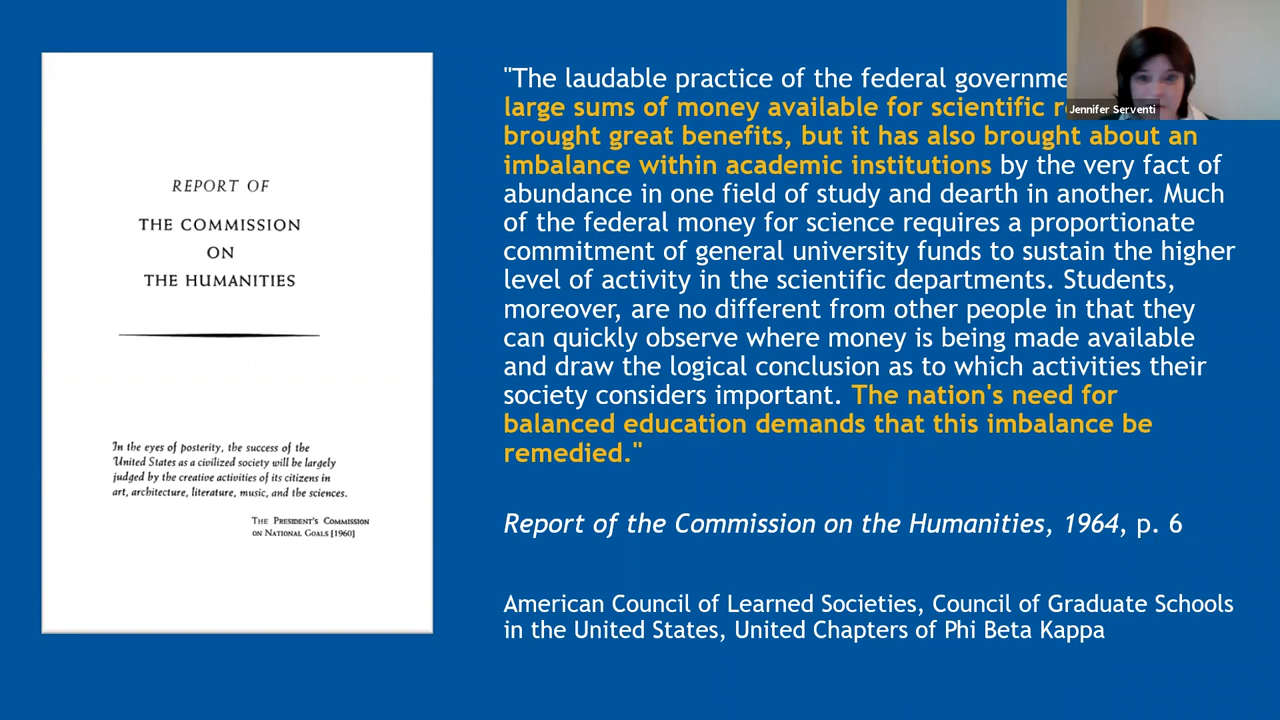 REPORT OF
THE COMMISSION
ON
THE HUMANITIES
In the eyes of posterity, the success of the
United States as a civilized society will be largely
judged by the creative activities of its citizens in
art, architecture, literature, music, and the sciences.
THE PRESIDENT'S COMMISSION
ON NATIONAL GOALS [1960]
"The laudable practice of the federal
large sums of money available for scientific
brought great benefits, but it has also brought about an
imbalance within academic institutions by the very fact of
abundance in one field of study and dearth in another. Much
of the federal money for science requires a proportionate
commitment of general university funds to sustain the higher
level of activity in the scientific departments. Students,
moreover, are no different from other people in that they
can quickly observe where money is being made available
and draw the logical conclusion as to which activities their
society considers important. The nation's need for
balanced education demands that this imbalance be
remedied."
Report of the Commission on the Humanities, 1964, p. 6
American Council of Learned Societies, Council of Graduate Schools
in the United States, United Chapters of Phi Beta Kappa
Jennifer Serventi